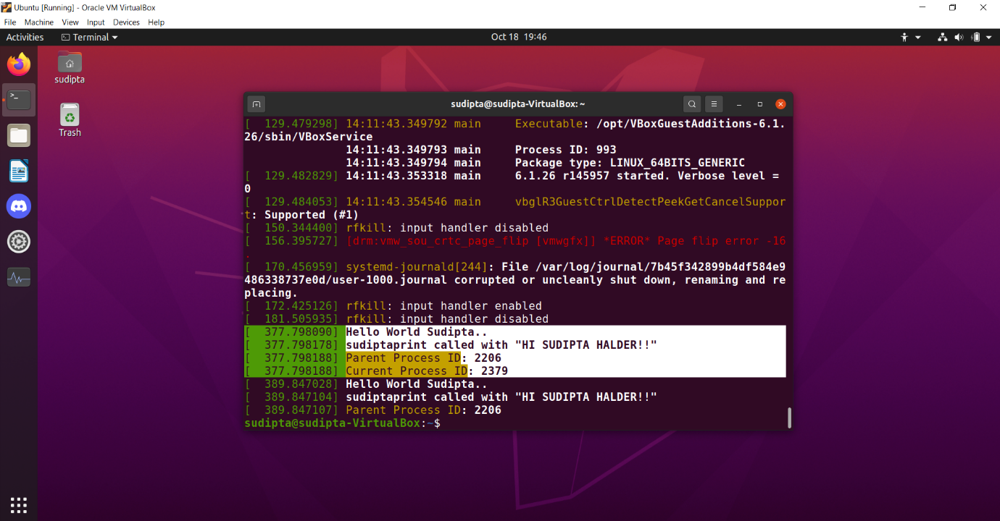 Ubuntu [Running] - Oracle VM VirtualBox
File Machine View Input Devices Help
Activities Terminal Oct 18 19:46
sudipta
Trash
sudipta@sudipta-VirtualBox: ~
[  129.479298] 14:11:43.349792 main     Executable: /opt/VBoxGuestAdditions-6.1.
26/sbin/VBoxService
               14:11:43.349793 main     Process ID: 993
               14:11:43.349794 main     Package type: LINUX_64BITS_GENERIC
[  129.482829] 14:11:43.353318 main     6.1.26 r145957 started. Verbose level =
0
[  129.484053] 14:11:43.354546 main     vbglR3GuestCtrlDetectPeekGetCancelSuppor
t: Supported (#1)
[  150.344400] rfkill: input handler disabled
[  156.395727] [drm:vmw_sou_crtc_page_flip [vmwgfx]] *ERROR* Page flip error -16
.
[  170.456959] systemd-journald[244]: File /var/log/journal/7b45f342899b4df584e9
486338737e0d/user-1000.journal corrupted or uncleanly shut down, renaming and re
placing.
[  172.425126] rfkill: input handler enabled
[  181.505935] rfkill: input handler disabled
[  377.798090] Hello World Sudipta..
[  377.798178] sudiptaprint called with "HI SUDIPTA HALDER!!"
[  377.798188] Parent Process ID: 2206
[  377.798188] Current Process ID: 2379
[  389.847028] Hello World Sudipta..
[  389.847104] sudiptaprint called with "HI SUDIPTA HALDER!!"
[  389.847107] Parent Process ID: 2206
sudipta@sudipta-VirtualBox:~$